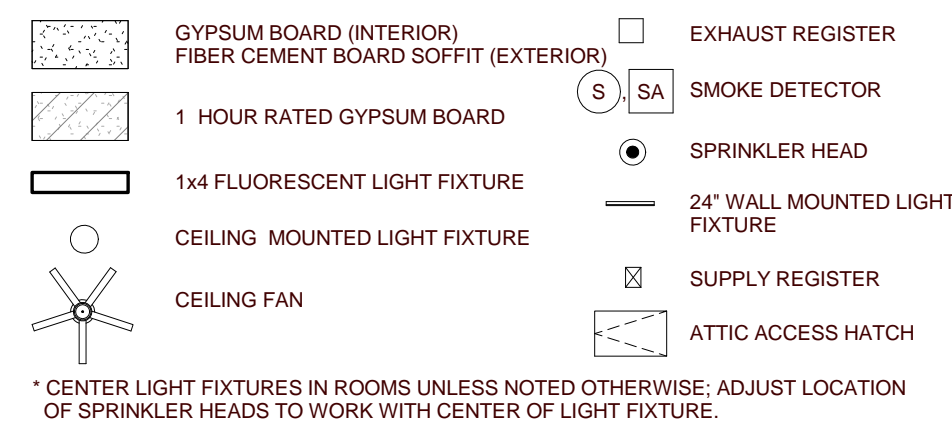 GYPSUM BOARD (INTERIOR)
FIBER CEMENT BOARD SOFFIT (EXTERIOR)
1 HOUR RATED GYPSUM BOARD
1x4 FLUORESCENT LIGHT FIXTURE
CEILING MOUNTED LIGHT FIXTURE
CEILING FAN
EXHAUST REGISTER
S, SA SMOKE DETECTOR
SPRINKLER HEAD
24" WALL MOUNTED LIGHT
FIXTURE
SUPPLY REGISTER
ATTIC ACCESS HATCH
* CENTER LIGHT FIXTURES IN ROOMS UNLESS NOTED OTHERWISE; ADJUST LOCATION
OF SPRINKLER HEADS TO WORK WITH CENTER OF LIGHT FIXTURE.